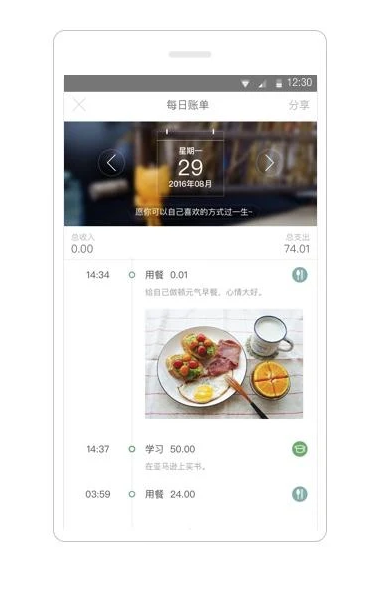 12:30
每日账单
分享
星期一
29
2016年08月
愿你可以自己喜欢的方式过一生~
总收入
总支出
0.00
74.01
14:34 用餐 0.01
给自己做顿元气早餐，心情大好。
14:37 学习 50.00
在亚马逊上买书。
03:59 用餐 24.00